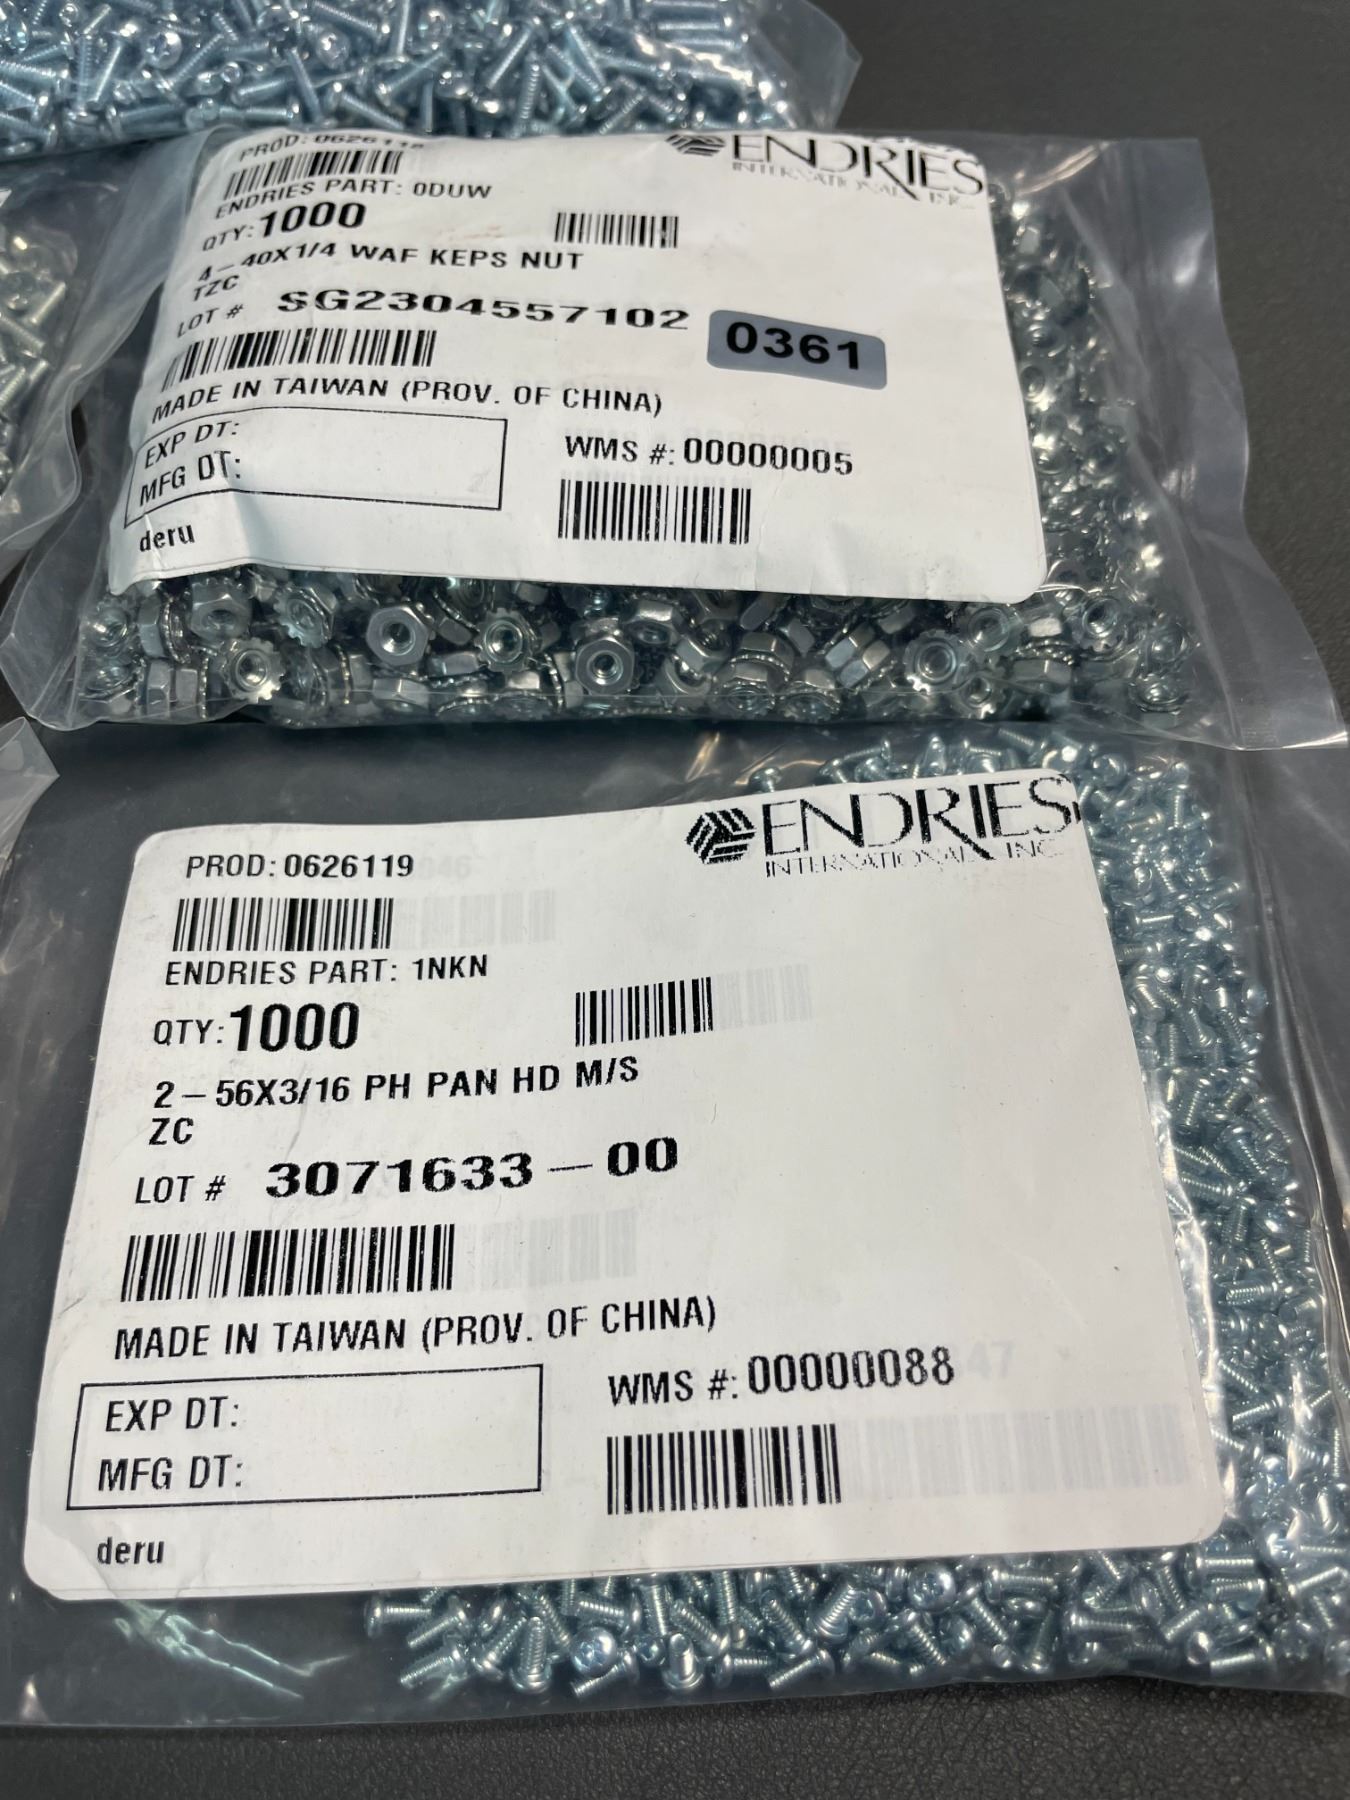 PROD: 0626118
ENDRIES
INTERNATIONAL, INC.
ENDRIES PART: 0DUW
QTY: 1000
4-40X1/4 WAF KEPS NUT
TZC
LOT # SG2304557102
0361
MADE IN TAIWAN (PROV. OF CHINA)
EXP DT:
MFG DT:
WMS #: 00000005
deru
ENDRIES
INTERNATIONAL, INC.
PROD: 0626119
ENDRIES PART: 1NKN
QTY: 1000
2-56X3/16 PH PAN HD M/S
ZC
LOT # 3071633-00
MADE IN TAIWAN (PROV. OF CHINA)
EXP DT:
MFG DT:
WMS #: 00000088
deru